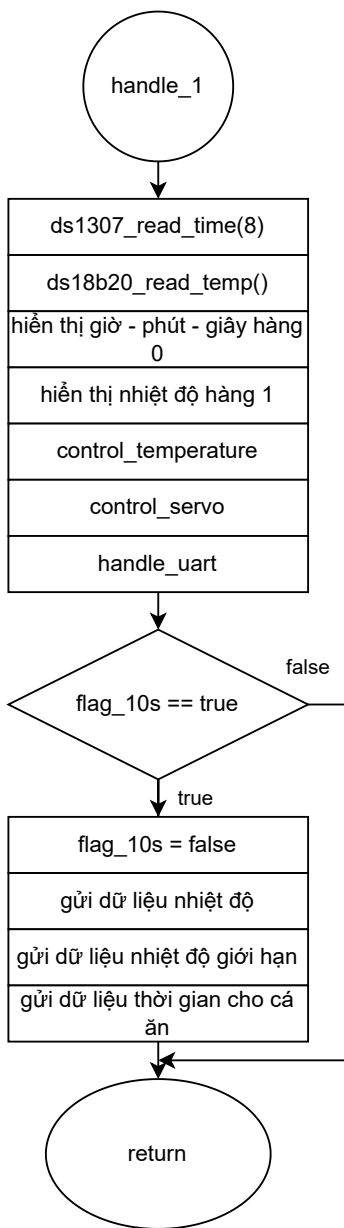 handle_1
ds1307_read_time(8)
ds18b20_read_temp()
hiển thị giờ - phút - giây hàng
0
hiển thị nhiệt độ hàng 1
control_temperature
control_servo
handle_uart
false
flag_10s == true
true
flag_10s = false
gửi dữ liệu nhiệt độ
gửi dữ liệu nhiệt độ giới hạn
gửi dữ liệu thời gian cho cá
ăn
return